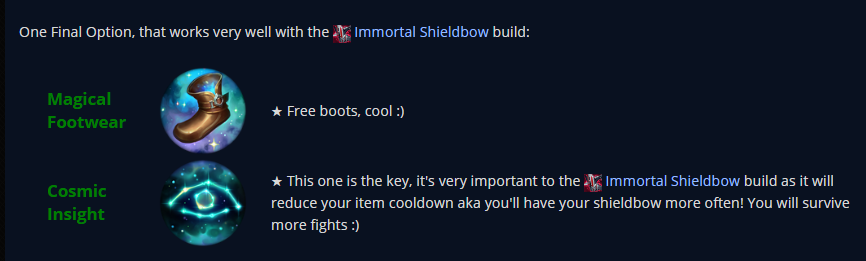 One Final Option, that works very well with the Immortal Shieldbow build:
Magical
Footwear
★ Free boots, cool :)
Cosmic
Insight
★ This one is the key, it's very important to the Immortal Shieldbow build as it will
reduce your item cooldown aka you'll have your shieldbow more often! You will survive
more fights :)